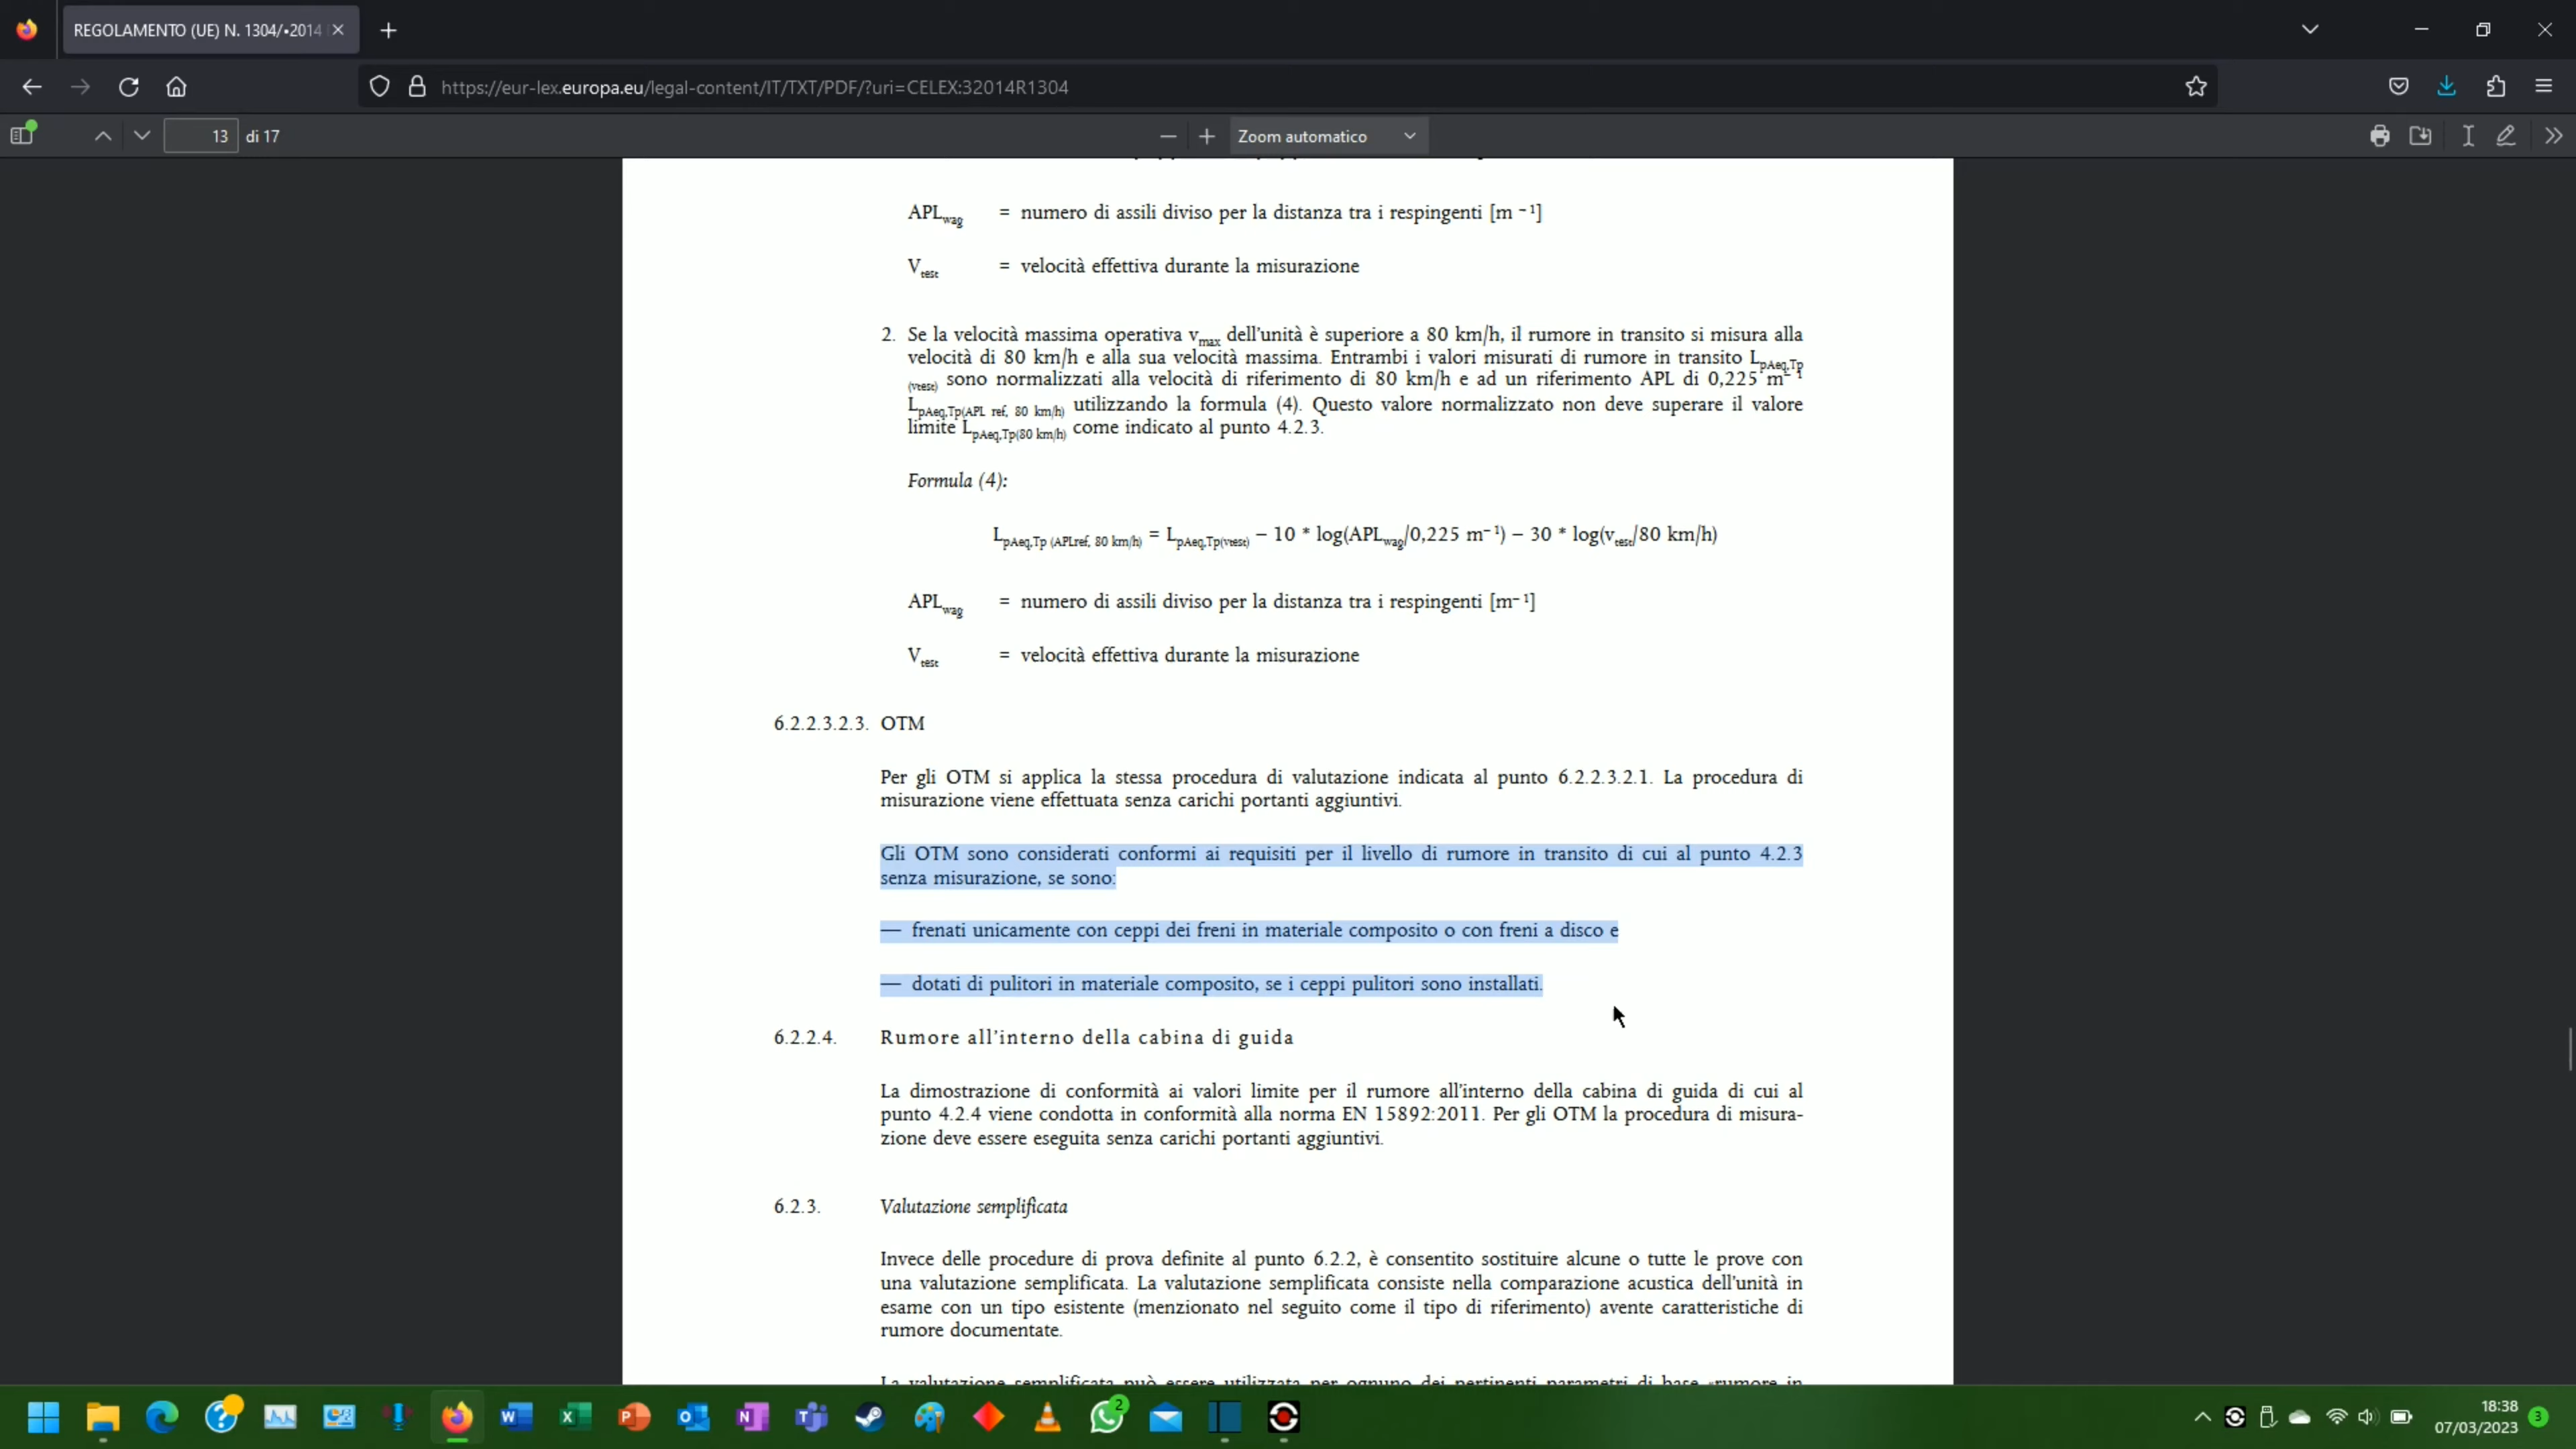 REGOLAMENTO (UE) N. 1304/•2014
https://eur-lex.europa.eu/legal-content/IT/TXT/PDF/?uri=CELEX:32014R1304
13 di 17
Zoom automatico
APLwag = numero di assili diviso per la distanza tra i respingenti [m –1]
Vtest = velocità effettiva durante la misurazione
2. Se la velocità massima operativa vmax dell'unità è superiore a 80 km/h, il rumore in transito si misura alla
velocità di 80 km/h e alla sua velocità massima. Entrambi i valori misurati di rumore in transito LpAeq,Tp
(vtest) sono normalizzati alla velocità di riferimento di 80 km/h e ad un riferimento APL di 0,225 m– 1
LpAeq,Tp(APL ref, 80 km/h) utilizzando la formula (4). Questo valore normalizzato non deve superare il valore
limite LpAeq,Tp(80 km/h) come indicato al punto 4.2.3.
Formula (4):
LpAeq,Tp (APLref, 80 km/h) = LpAeq,Tp(vtest) – 10 * log(APLwag/0,225 m– 1) – 30 * log(vtest/80 km/h)
APLwag = numero di assili diviso per la distanza tra i respingenti [m– 1]
Vtest = velocità effettiva durante la misurazione
6.2.2.3.2.3. OTM
Per gli OTM si applica la stessa procedura di valutazione indicata al punto 6.2.2.3.2.1. La procedura di
misurazione viene effettuata senza carichi portanti aggiuntivi.
Gli OTM sono considerati conformi ai requisiti per il livello di rumore in transito di cui al punto 4.2.3
senza misurazione, se sono:
— frenati unicamente con ceppi dei freni in materiale composito o con freni a disco e
— dotati di pulitori in materiale composito, se i ceppi pulitori sono installati.
6.2.2.4. Rumore all'interno della cabina di guida
La dimostrazione di conformità ai valori limite per il rumore all'interno della cabina di guida di cui al
punto 4.2.4 viene condotta in conformità alla norma EN 15892:2011. Per gli OTM la procedura di misura-
zione deve essere eseguita senza carichi portanti aggiuntivi.
6.2.3. Valutazione semplificata
Invece delle procedure di prova definite al punto 6.2.2, è consentito sostituire alcune o tutte le prove con
una valutazione semplificata. La valutazione semplificata consiste nella comparazione acustica dell'unità in
esame con un tipo esistente (menzionato nel seguito come il tipo di riferimento) avente caratteristiche di
rumore documentate.
La valutazione semplificata può essere utilizzata per ognuno dei pertinenti parametri di base «rumore in
2
18:38
07/03/2023
3